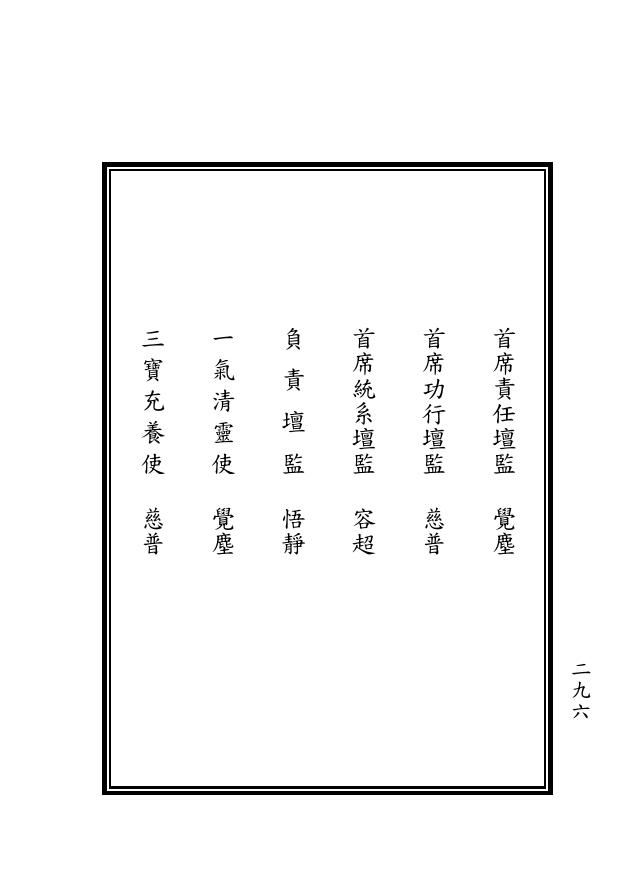 首席責任壇監 覺塵
首席功行壇監 慈普
首席統系壇監 容超
負責壇監 悟靜
一氣清靈使 覺塵
三寶充養使 慈普
二九六